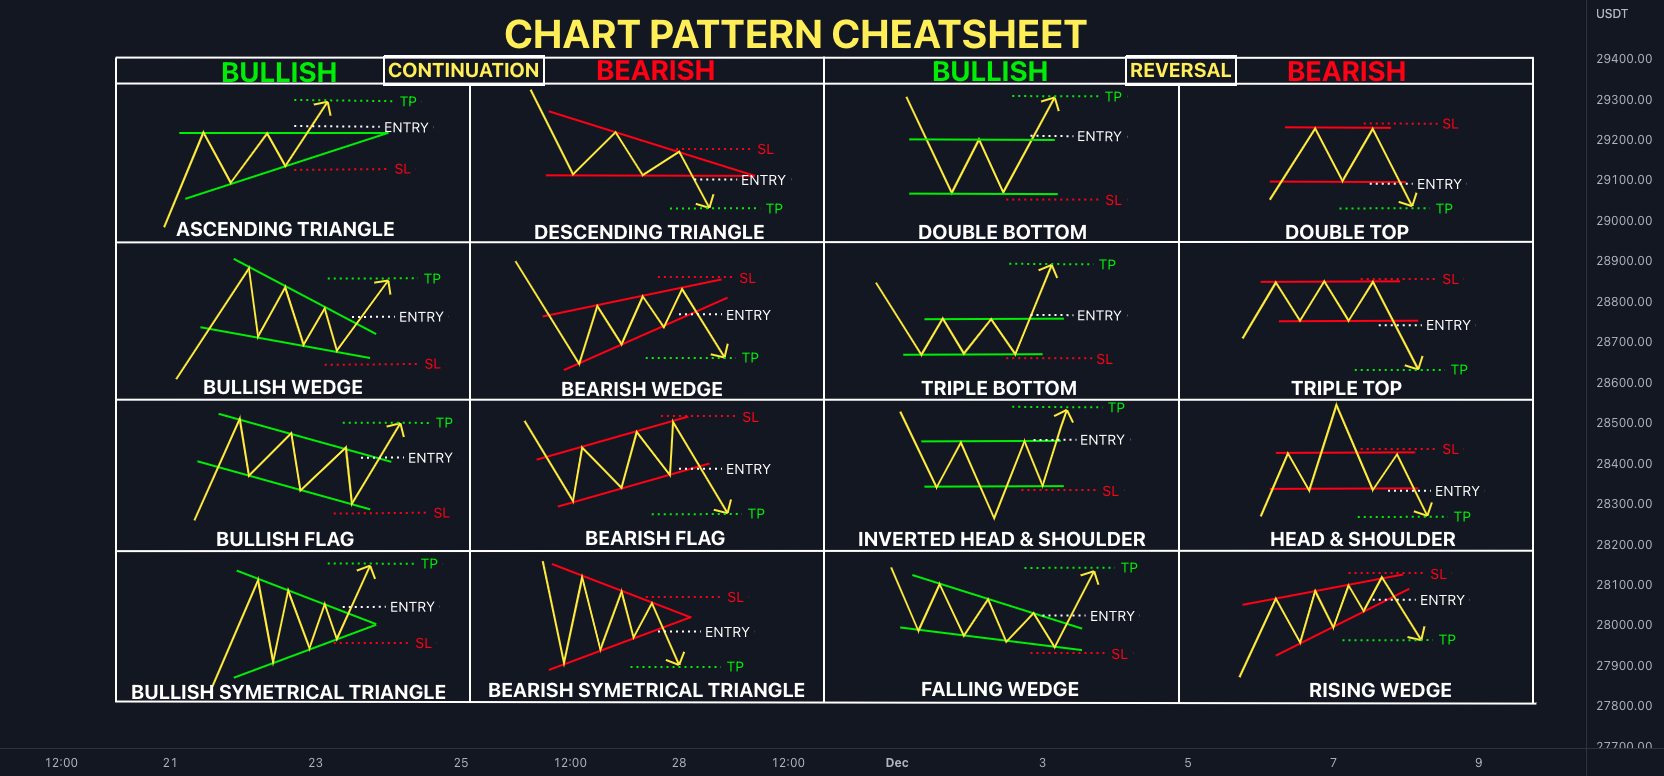 CHART PATTERN CHEATSHEET
USDT
BULLISH CONTINUATION BEARISH BULLISH REVERSAL BEARISH
TP
ENTRY
SL
ASCENDING TRIANGLE
SL
ENTRY
TP
DESCENDING TRIANGLE
TP
ENTRY
SL
DOUBLE BOTTOM
SL
ENTRY
TP
DOUBLE TOP
TP
ENTRY
SL
BULLISH WEDGE
SL
ENTRY
TP
BEARISH WEDGE
TP
ENTRY
SL
TRIPLE BOTTOM
SL
ENTRY
TP
TRIPLE TOP
TP
ENTRY
SL
BULLISH FLAG
SL
ENTRY
TP
BEARISH FLAG
TP
ENTRY
SL
INVERTED HEAD & SHOULDER
SL
ENTRY
TP
HEAD & SHOULDER
TP
ENTRY
SL
BULLISH SYMETRICAL TRIANGLE
SL
ENTRY
TP
BEARISH SYMETRICAL TRIANGLE
TP
ENTRY
SL
FALLING WEDGE
SL
ENTRY
TP
RISING WEDGE
29400.00
29300.00
29200.00
29100.00
29000.00
28900.00
28800.00
28700.00
28600.00
28500.00
28400.00
28300.00
28200.00
28100.00
28000.00
27900.00
27800.00
27700.00
12:00 21 23 25 12:00 28 12:00 Dec 3 5 7 9